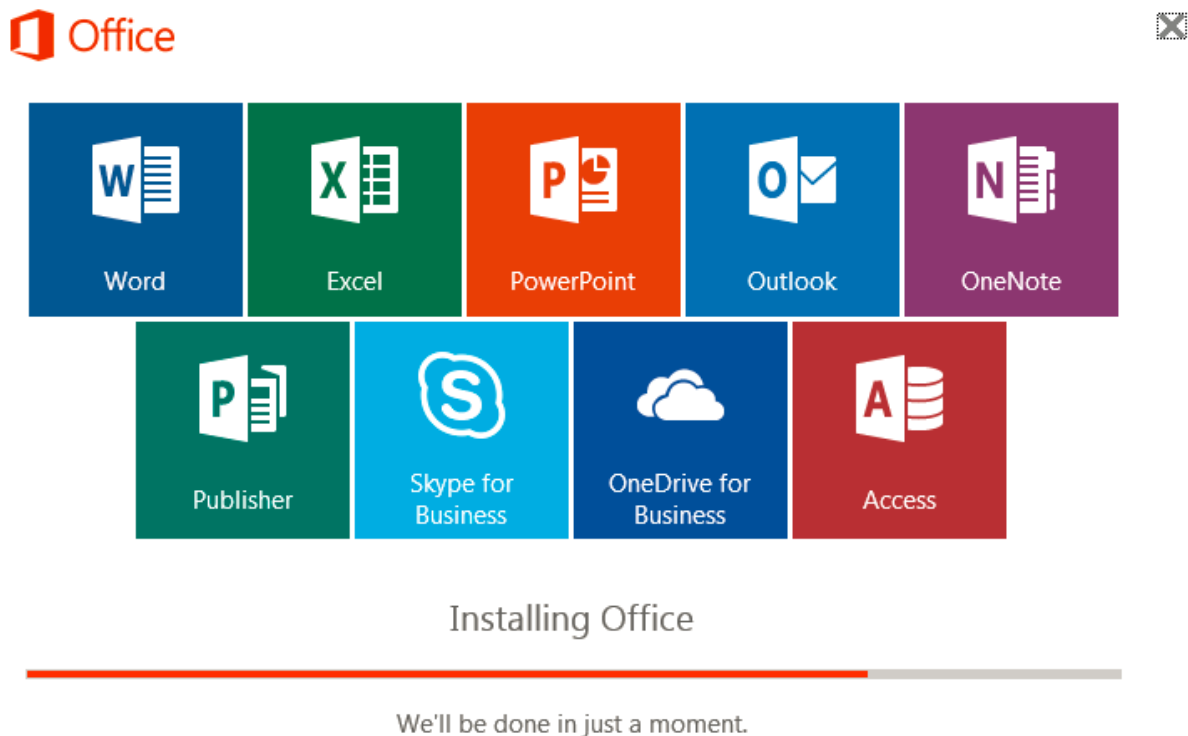 Office
W X P O N
Word Excel PowerPoint Outlook OneNote
P S A
Skype for OneDrive for
Publisher Business Business Access
Installing Office
We'll be done in just a moment.